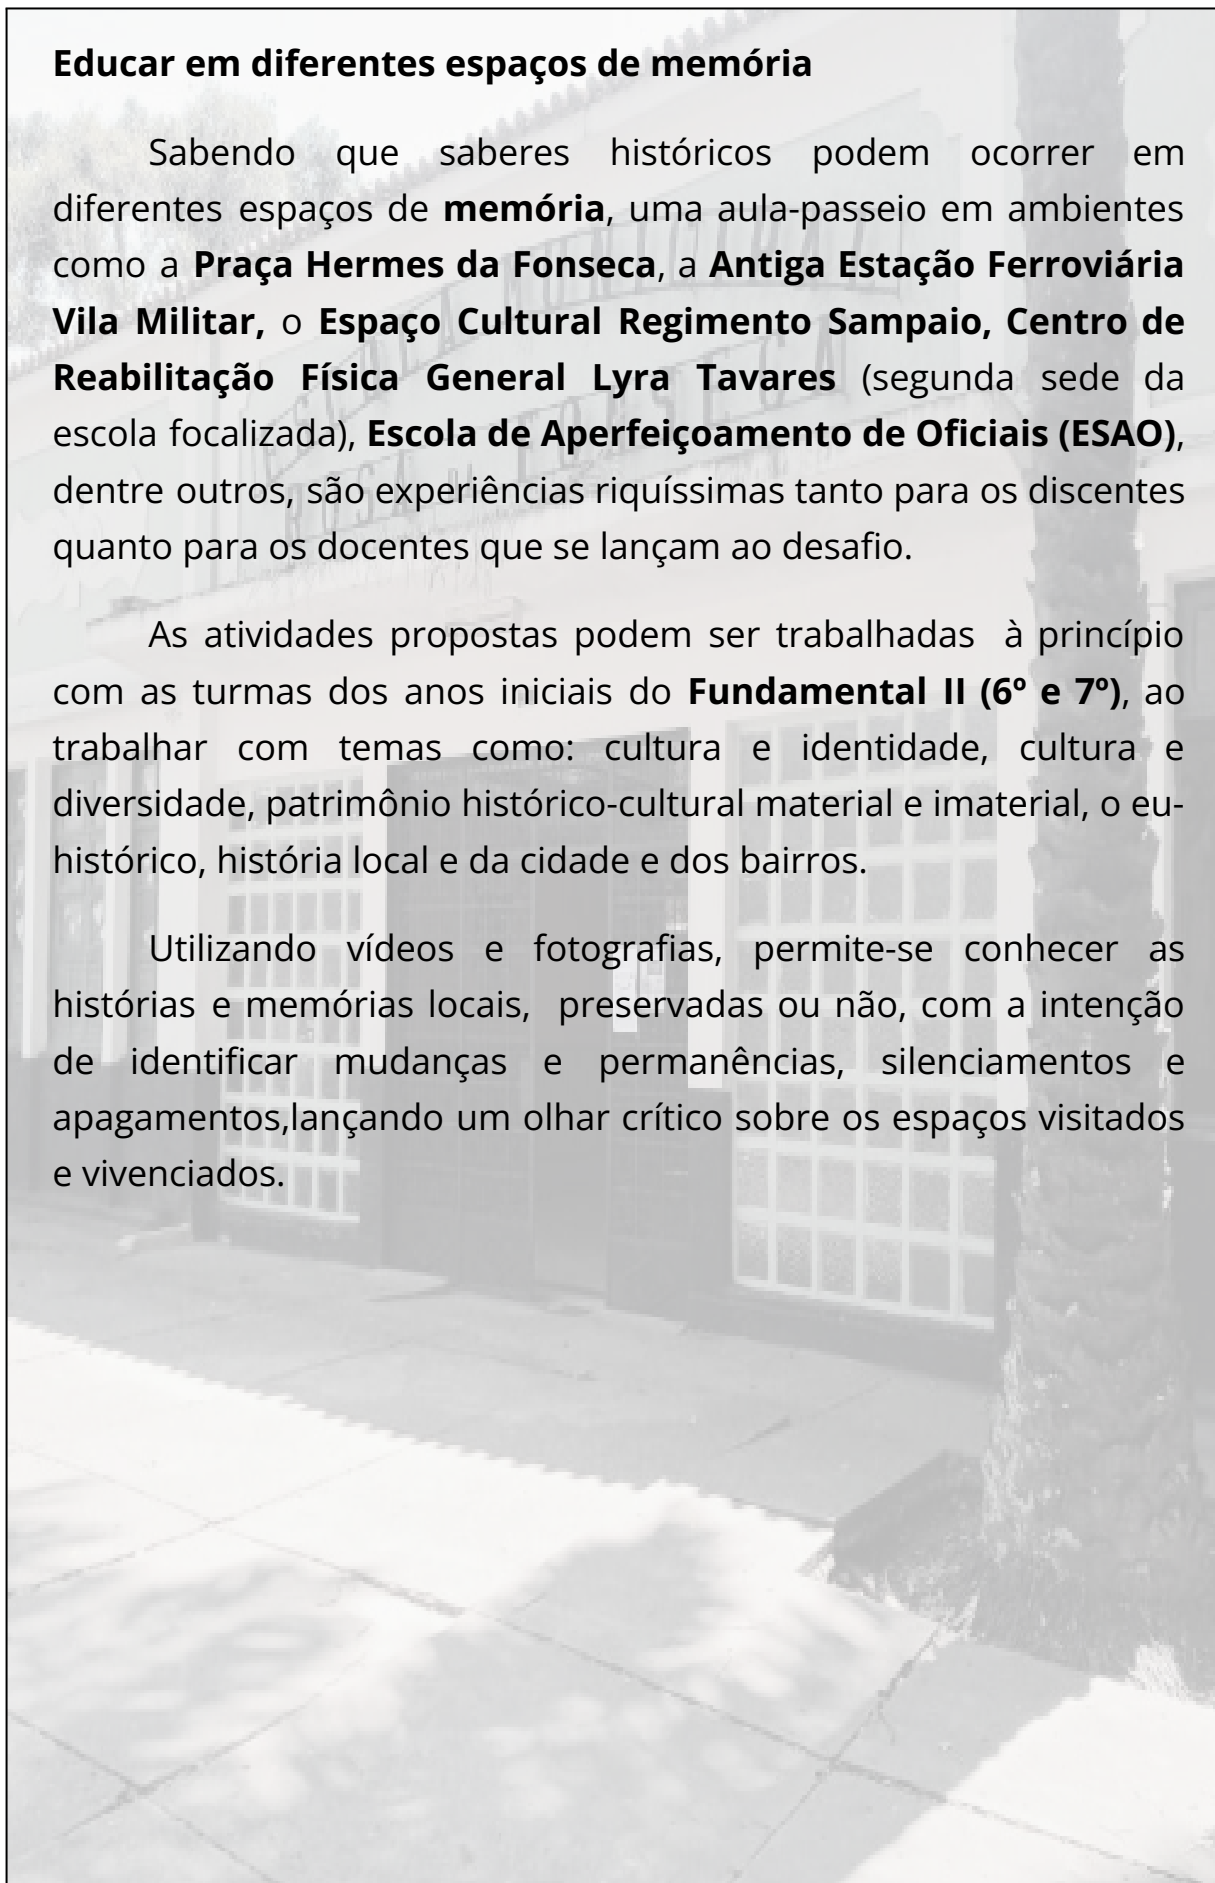 Educar em diferentes espaços de memória
Sabendo que saberes históricos podem ocorrer em
diferentes espaços de memória, uma aula-passeio em ambientes
como a Praça Hermes da Fonseca, a Antiga Estação Ferroviária
Vila Militar, o Espaço Cultural Regimento Sampaio, Centro de
Reabilitação Física General Lyra Tavares (segunda sede da
escola focalizada), Escola de Aperfeiçoamento de Oficiais (ESAO),
dentre outros, são experiências riquíssimas tanto para os discentes
quanto para os docentes que se lançam ao desafio.
As atividades propostas podem ser trabalhadas  à princípio
com as turmas dos anos iniciais do Fundamental II (6º e 7º), ao
trabalhar com temas como: cultura e identidade, cultura e
diversidade, patrimônio histórico-cultural material e imaterial, o eu-
histórico, história local e da cidade e dos bairros.
Utilizando vídeos e fotografias, permite-se conhecer as
histórias e memórias locais,  preservadas ou não, com a intenção
de identificar mudanças e permanências, silenciamentos e
apagamentos,lançando um olhar crítico sobre os espaços visitados
e vivenciados.
ESCOLA MUNICIPAL
ROSA DA FONSECA